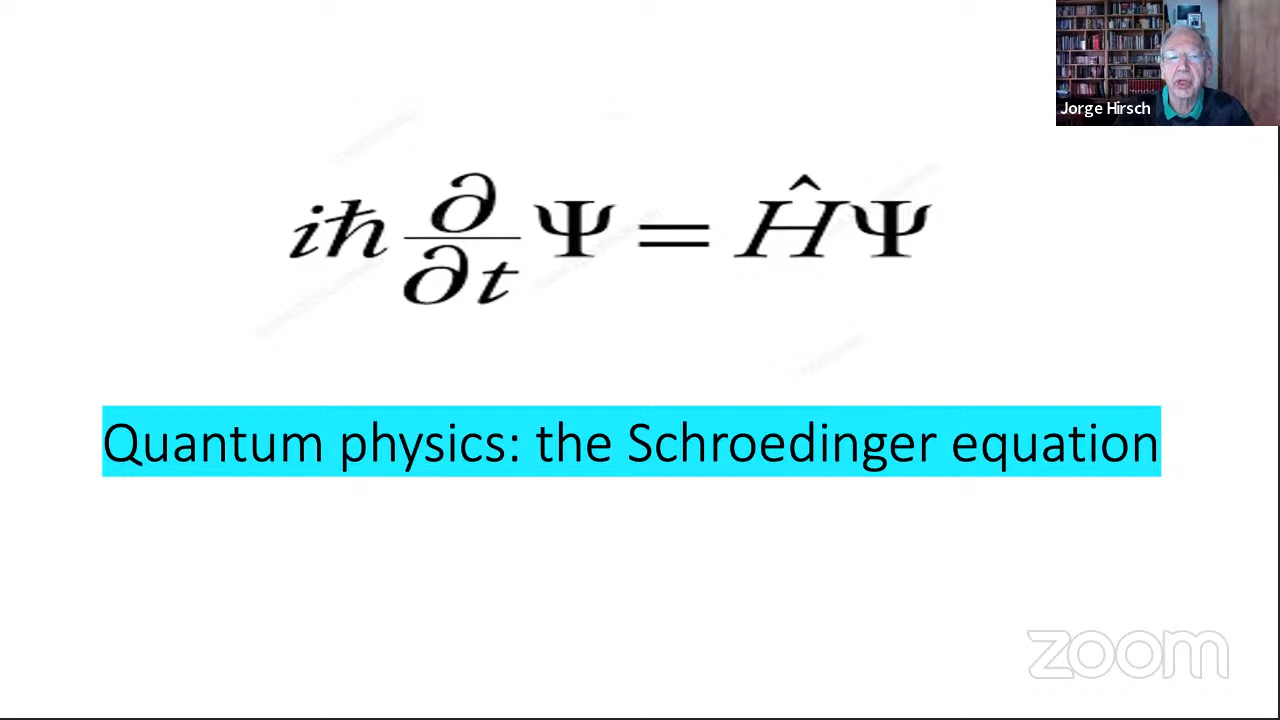 Jorge Hirsch
iħ ∂/∂t Ψ = ĤΨ
Quantum physics: the Schroedinger equation
zoom